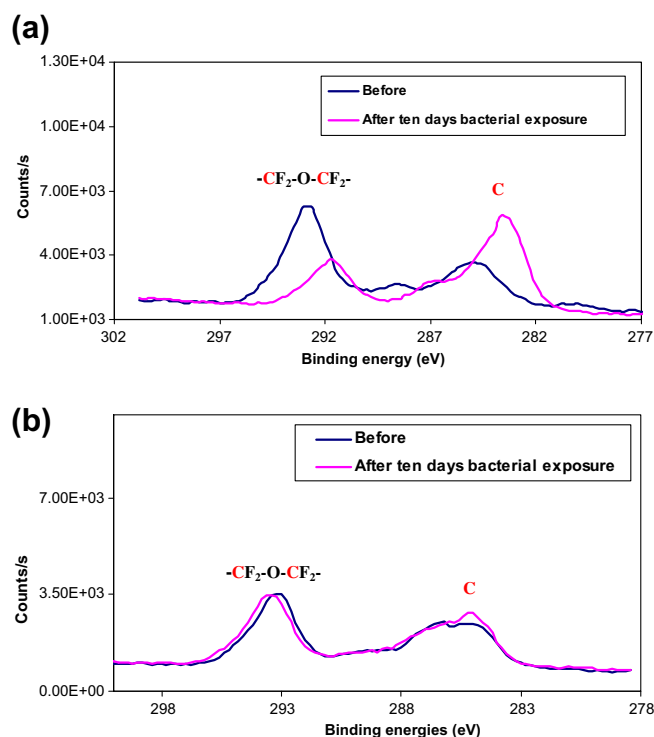 (a)
1.30E+04
Before
After ten days bacterial exposure
1.00E+04
-CF₂-O-CF₂-
C
7.00E+03
Counts/s
4.00E+03
1.00E+03
302 297 292 287 282 277
Binding energy (eV)
(b)
Before
After ten days bacterial exposure
7.00E+03
-CF₂-O-CF₂-
C
Counts/s
3.50E+03
0.00E+00
298 293 288 283 278
Binding energies (eV)